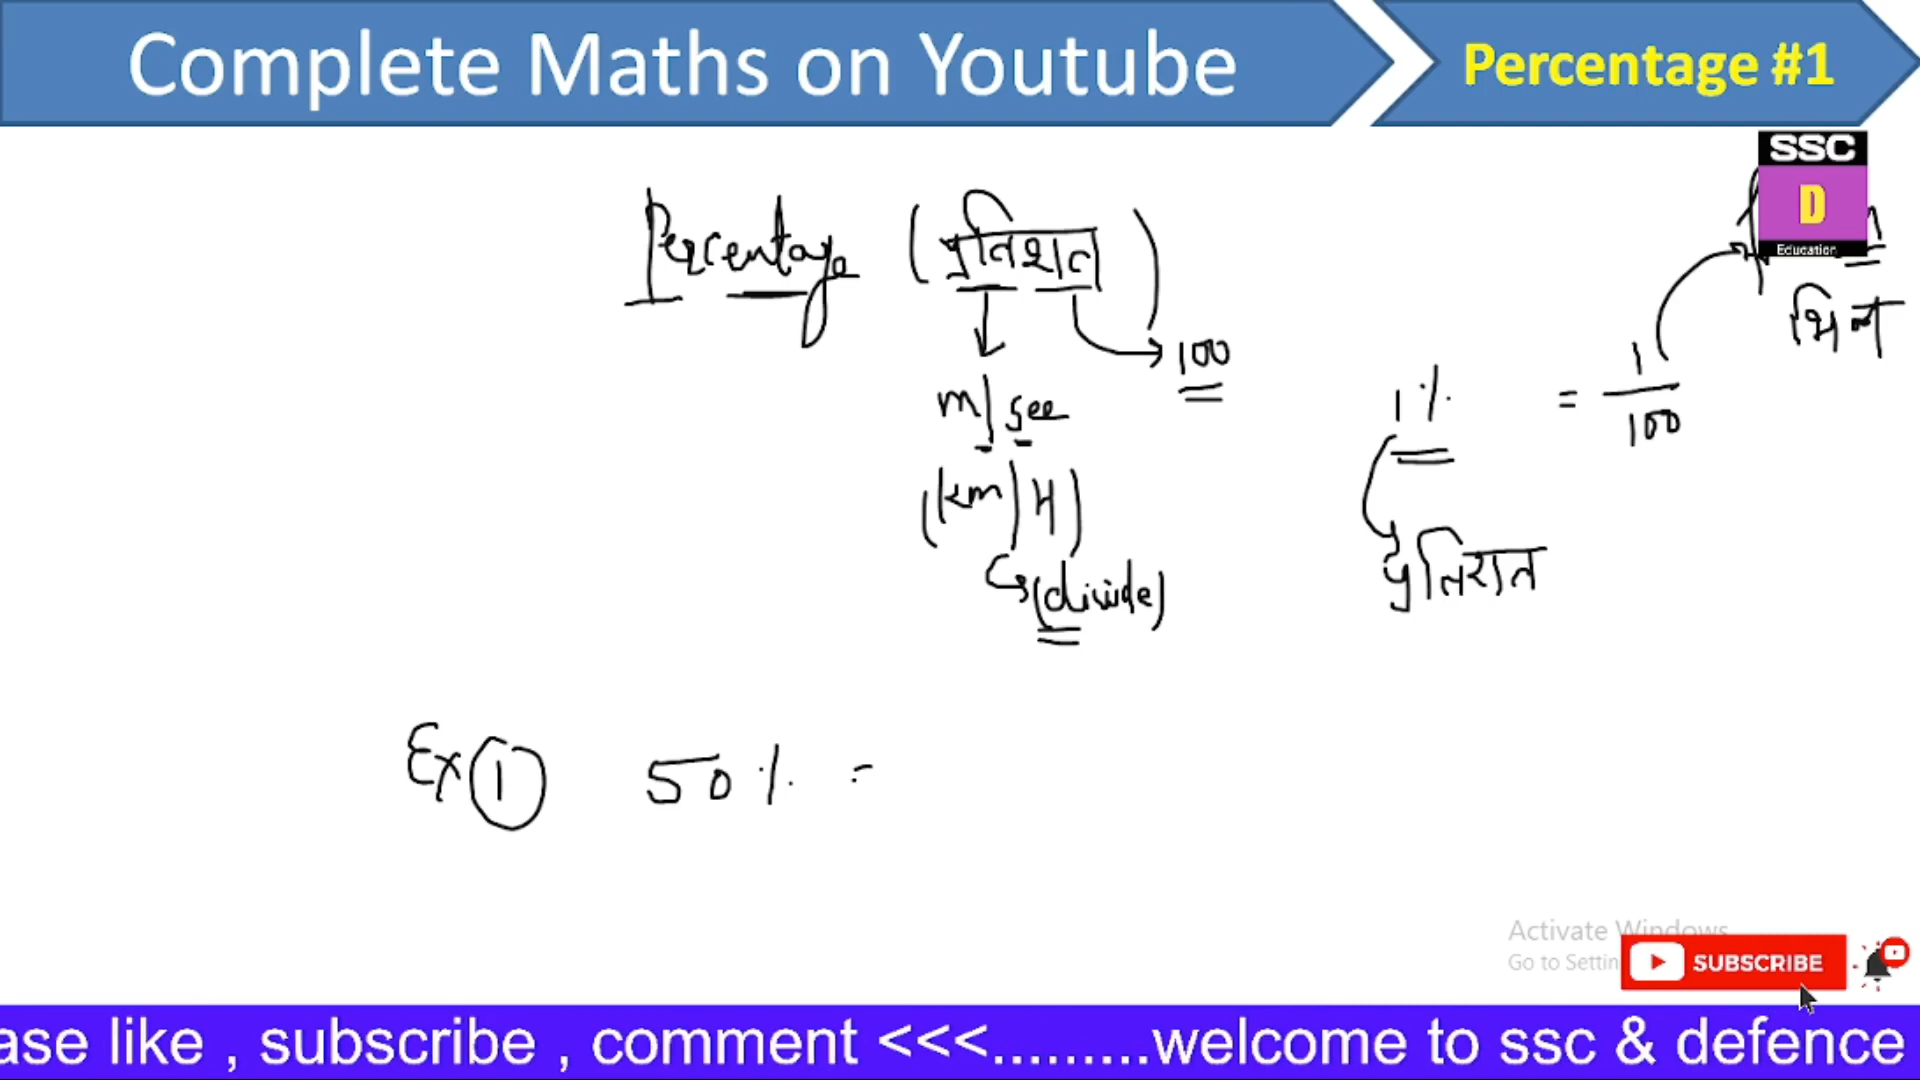 Complete Maths on Youtube
Percentage #1
SSC
D
Education
Percentage (प्रतिशत)
100
भिन्न
m/sec
(km/H)
(divide)
1% = 1/100
प्रतिशत
Ex 1 50% =
Activate Windows
Go to Settin
SUBSCRIBE
ase like , subscribe , comment <<<.........welcome to ssc & defence